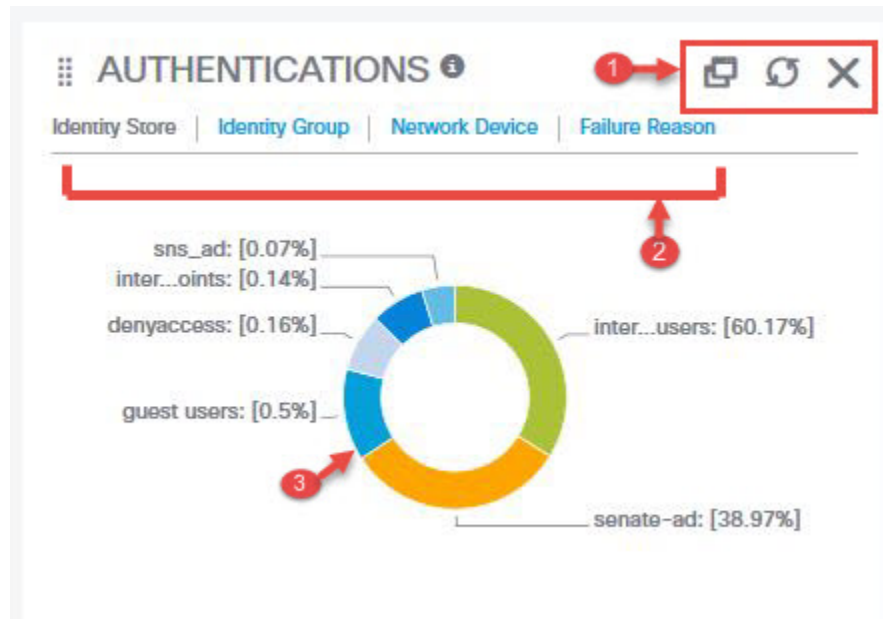 AUTHENTICATIONS
1
Identity Store | Identity Group | Network Device | Failure Reason
2
sns_ad: [0.07%]
inter...oints: [0.14%]
denyaccess: [0.16%]
inter...users: [60.17%]
guest users: [0.5%]
3
senate-ad: [38.97%]